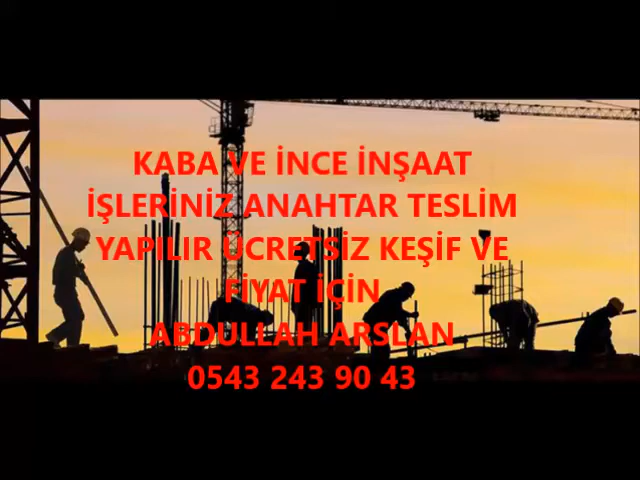 KABA VE İNCE İNŞAAT
İŞLERİNİZ ANAHTAR TESLİM
YAPILIR ÜCRETSİZ KEŞİF VE
FİYAT İÇİN
ABDULLAH ARSLAN
0543 243 90 43